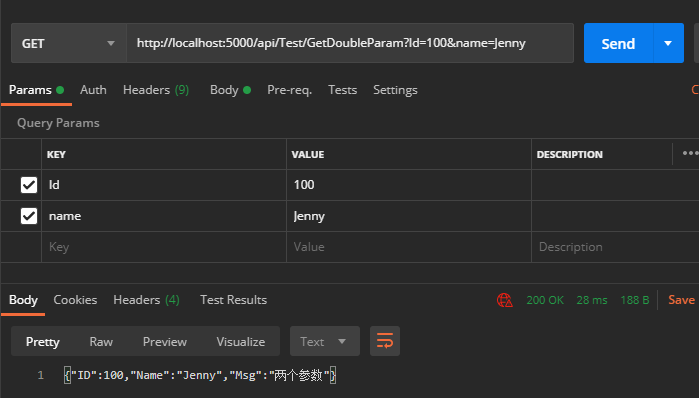 GET http://localhost:5000/api/Test/GetDoubleParam?Id=100&name=Jenny Send
Params Auth Headers (9) Body Pre-req. Tests Settings
Query Params
KEY VALUE DESCRIPTION
Id 100
name Jenny
Key Value Description
Body Cookies Headers (4) Test Results 200 OK 28 ms 188 B Save
Pretty Raw Preview Visualize Text
1 {"ID":100,"Name":"Jenny","Msg":"两个参数"}